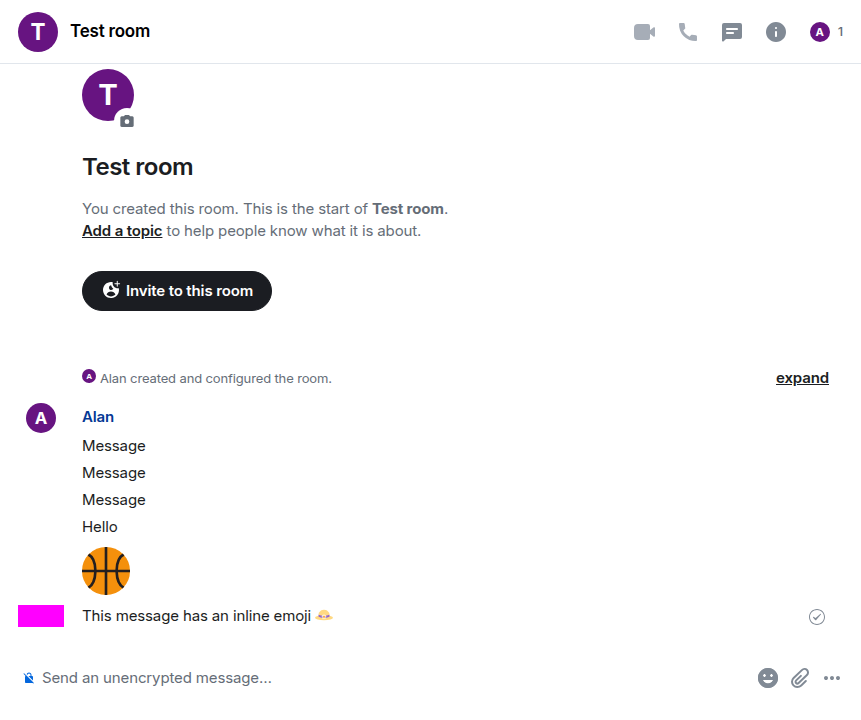 T Test room A 1
T
Test room
You created this room. This is the start of Test room.
Add a topic to help people know what it is about.
Invite to this room
A Alan created and configured the room. expand
A Alan
Message
Message
Message
Hello
This message has an inline emoji 👒
Send an unencrypted message...